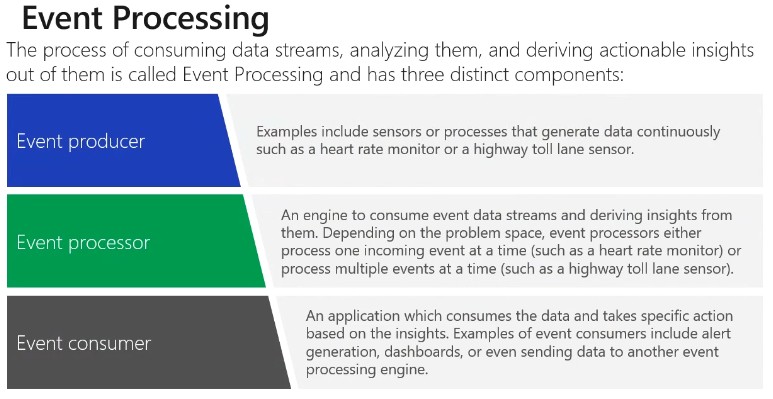 Event Processing
The process of consuming data streams, analyzing them, and deriving actionable insights
out of them is called Event Processing and has three distinct components:
Event producer
Examples include sensors or processes that generate data continuously
such as a heart rate monitor or a highway toll lane sensor.
Event processor
An engine to consume event data streams and deriving insights from
them. Depending on the problem space, event processors either
process one incoming event at a time (such as a heart rate monitor) or
process multiple events at a time (such as a highway toll lane sensor).
Event consumer
An application which consumes the data and takes specific action
based on the insights. Examples of event consumers include alert
generation, dashboards, or even sending data to another event
processing engine.